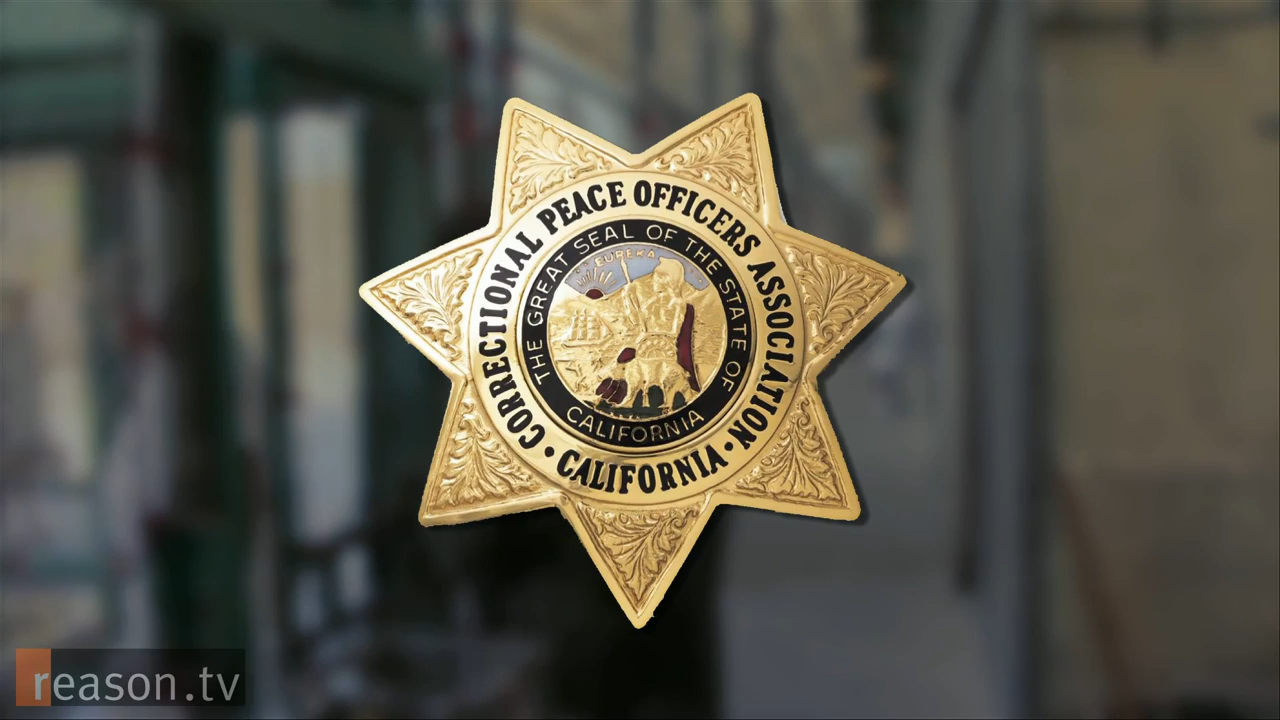 CORRECTIONAL PEACE OFFICERS ASSOCIATION
• CALIFORNIA •
THE GREAT SEAL OF THE STATE OF
CALIFORNIA
EUREKA
reason.tv